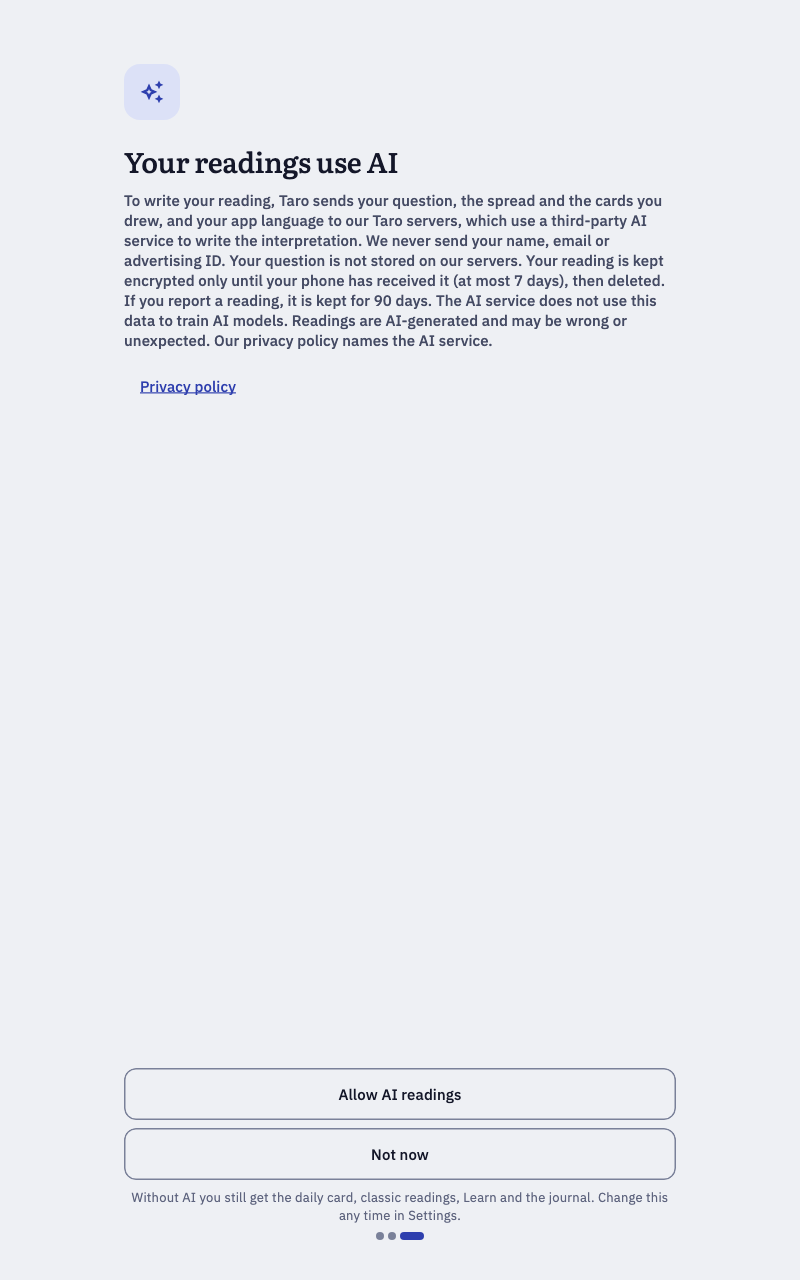 Your readings use AI
To write your reading, Taro sends your question, the spread and the cards you
drew, and your app language to our Taro servers, which use a third-party AI
service to write the interpretation. We never send your name, email or
advertising ID. Your question is not stored on our servers. Your reading is kept
encrypted only until your phone has received it (at most 7 days), then deleted.
If you report a reading, it is kept for 90 days. The AI service does not use this
data to train AI models. Readings are AI-generated and may be wrong or
unexpected. Our privacy policy names the AI service.
Privacy policy
Allow AI readings
Not now
Without AI you still get the daily card, classic readings, Learn and the journal. Change this
any time in Settings.